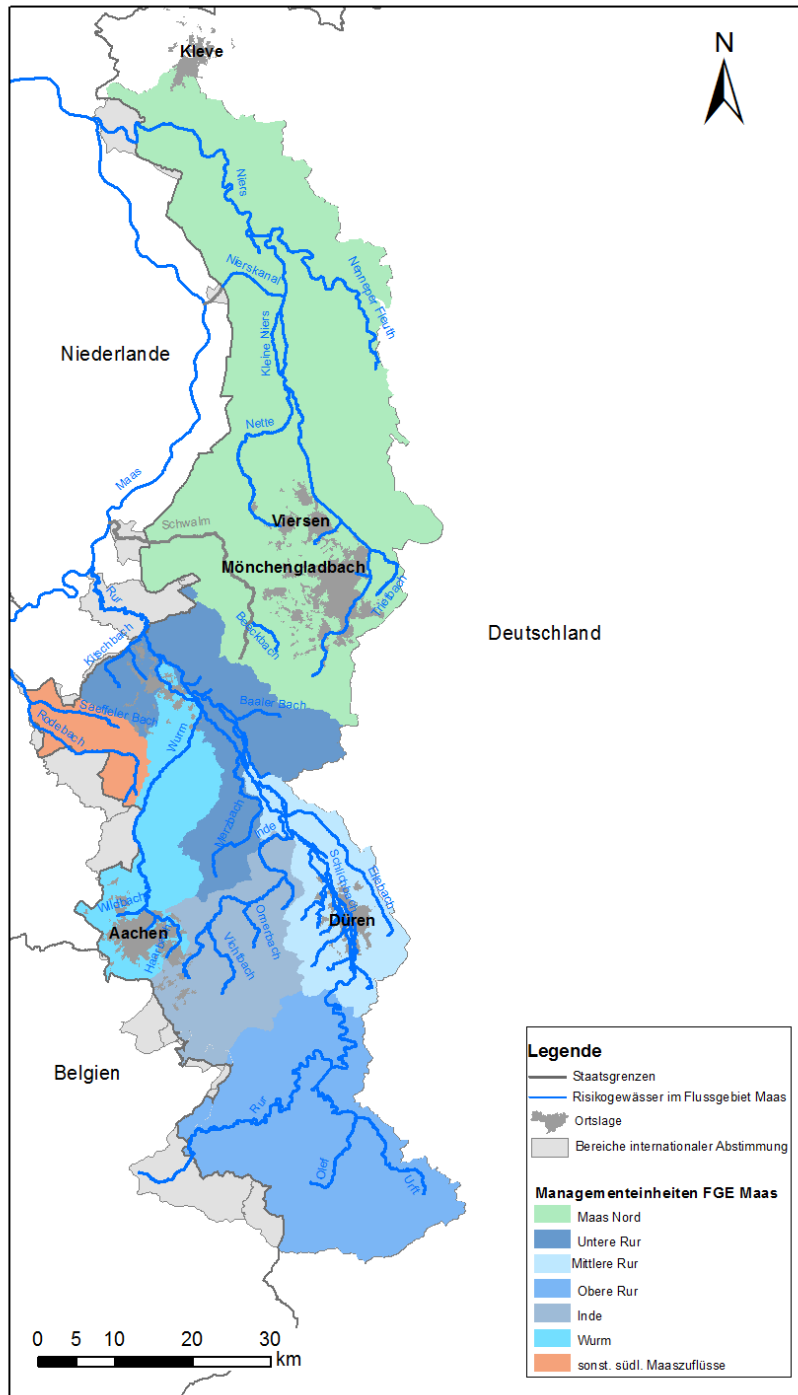 Kleve
N
Niers
Nierskanal
Nenneper Fleuth
Niederlande
Kleine Niers
Nette
Maas
Schwalm
Viersen
Mönchengladbach
Rur
Trietbach
Beeckbach
Deutschland
Kitschbach
Saeffeler Bach
Baaler Bach
Rodebach
Wurm
Merzbach
Inde
Schlichbach
Ellebach
Wildbach
Düren
Aachen
Omerbach
Haarbach
Vichtbach
Belgien
Rur
Olef
Urft
Legende
Staatsgrenzen
Risikogewässer im Flussgebiet Maas
Ortslage
Bereiche internationaler Abstimmung
Managementeinheiten FGE Maas
Maas Nord
Untere Rur
Mittlere Rur
Obere Rur
Inde
Wurm
sonst. südl. Maaszuflüsse
0 5 10 20 30
km